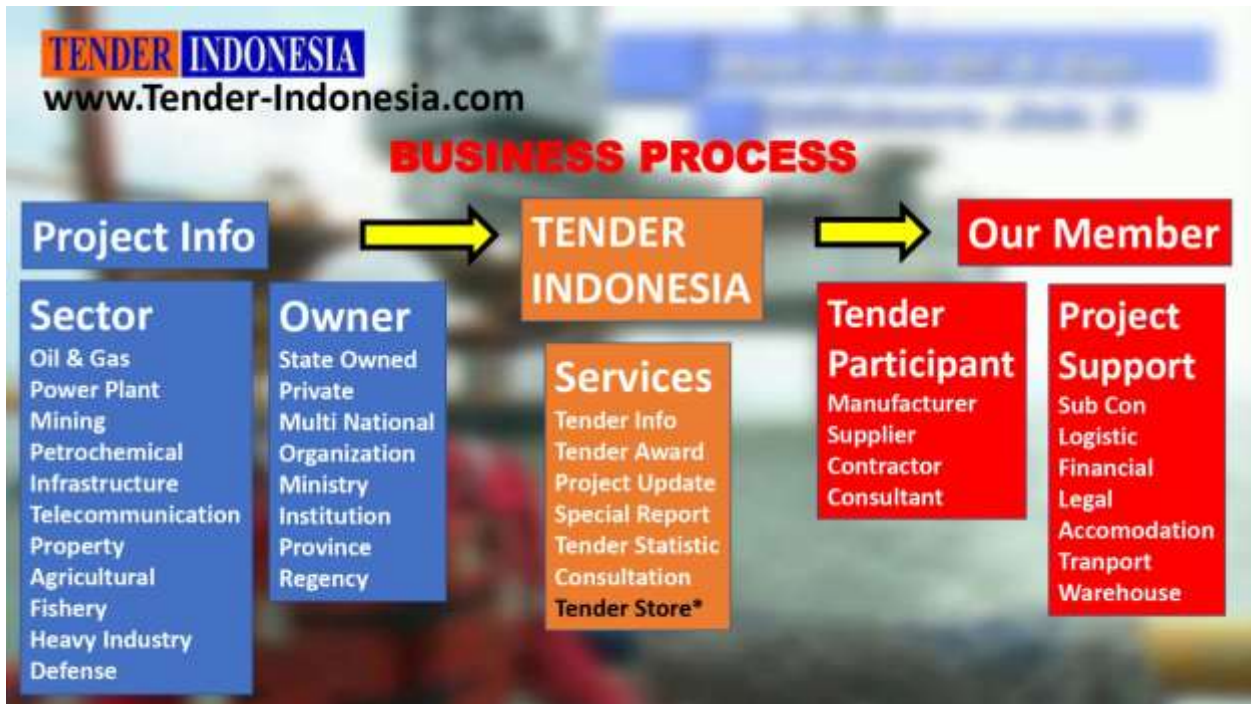 TENDER INDONESIA
www.Tender-Indonesia.com
BUSINESS PROCESS
Project Info
Sector
Oil & Gas
Power Plant
Mining
Petrochemical
Infrastructure
Telecommunication
Property
Agricultural
Fishery
Heavy Industry
Defense
Owner
State Owned
Private
Multi National
Organization
Ministry
Institution
Province
Regency
TENDER
INDONESIA
Services
Tender Info
Tender Award
Project Update
Special Report
Tender Statistic
Consultation
Tender Store*
Our Member
Tender
Participant
Manufacturer
Supplier
Contractor
Consultant
Project
Support
Sub Con
Logistic
Financial
Legal
Accomodation
Tranport
Warehouse